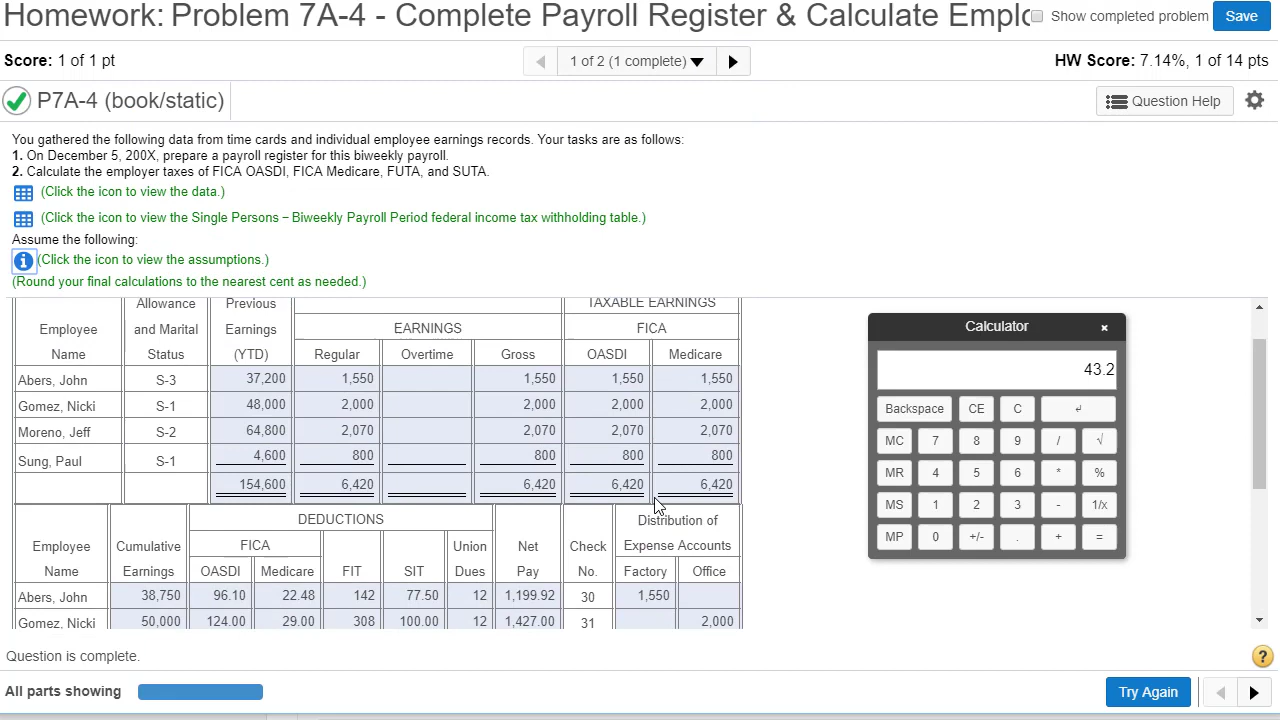 Homework: Problem 7A-4 - Complete Payroll Register & Calculate Emplo
Show completed problem Save
Score: 1 of 1 pt 1 of 2 (1 complete) HW Score: 7.14%, 1 of 14 pts
P7A-4 (book/static) Question Help
You gathered the following data from time cards and individual employee earnings records. Your tasks are as follows:
1. On December 5, 200X, prepare a payroll register for this biweekly payroll.
2. Calculate the employer taxes of FICA OASDI, FICA Medicare, FUTA, and SUTA.
(Click the icon to view the data.)
(Click the icon to view the Single Persons – Biweekly Payroll Period federal income tax withholding table.)
Assume the following:
(Click the icon to view the assumptions.)
(Round your final calculations to the nearest cent as needed.)
Allowance Previous TAXABLE EARNINGS
Employee and Marital Earnings EARNINGS FICA
Name Status (YTD) Regular Overtime Gross OASDI Medicare
Abers, John S-3 37,200 1,550 1,550 1,550 1,550
Gomez, Nicki S-1 48,000 2,000 2,000 2,000 2,000
Moreno, Jeff S-2 64,800 2,070 2,070 2,070 2,070
Sung, Paul S-1 4,600 800 800 800 800
154,600 6,420 6,420 6,420 6,420
DEDUCTIONS Distribution of
Employee Cumulative FICA Union Net Check Expense Accounts
Name Earnings OASDI Medicare FIT SIT Dues Pay No. Factory Office
Abers, John 38,750 96.10 22.48 142 77.50 12 1,199.92 30 1,550
Gomez, Nicki 50,000 124.00 29.00 308 100.00 12 1,427.00 31 2,000
Calculator ×
43.2
Backspace CE C ↵
MC 7 8 9 / √
MR 4 5 6 * %
MS 1 2 3 - 1/x
MP 0 +/- . + =
Question is complete. ?
All parts showing Try Again